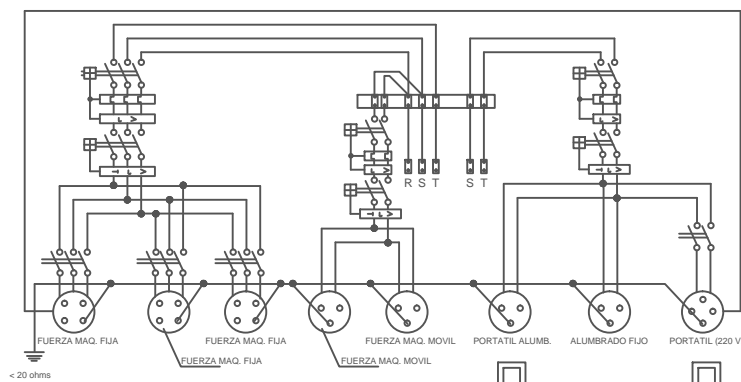 R S T S T
FUERZA MAQ. FIJA
FUERZA MAQ. FIJA
FUERZA MAQ. MOVIL
PORTATIL ALUMB.
ALUMBRADO FIJO
PORTATIL (220 V
FUERZA MAQ. FIJA
FUERZA MAQ. MOVIL
< 20 ohms